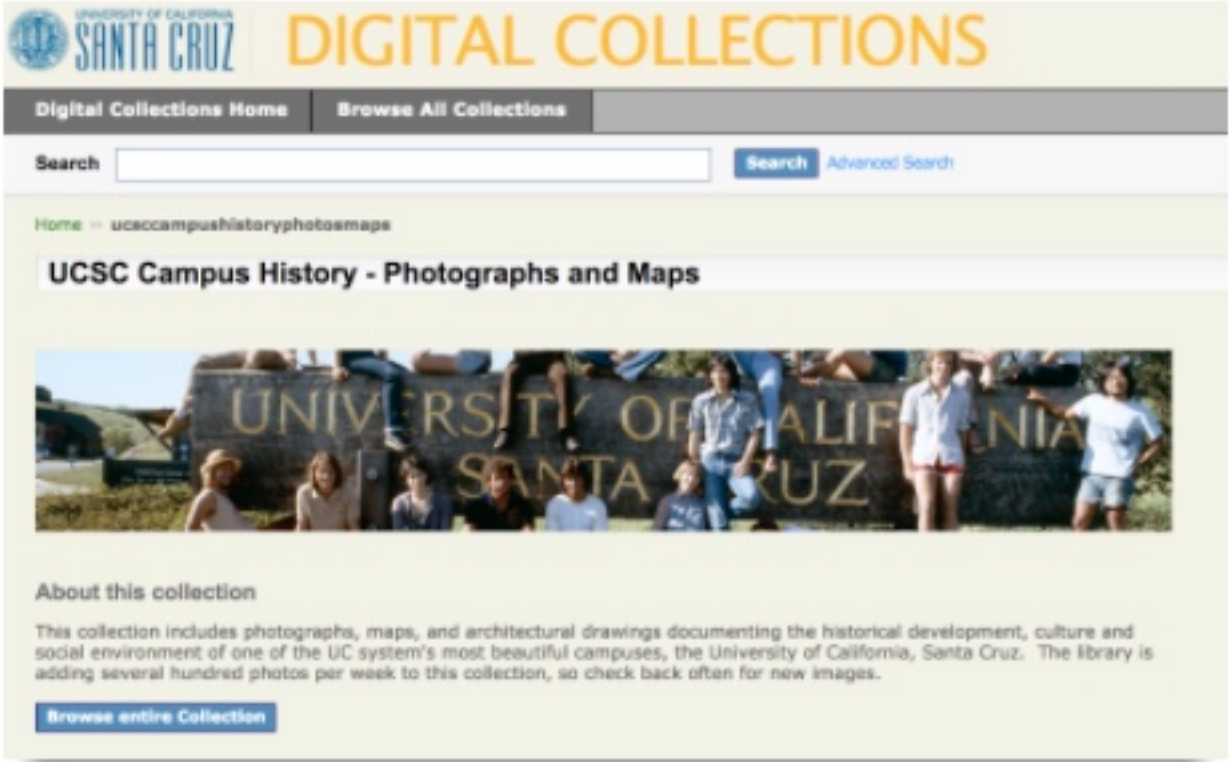 UNIVERSITY OF CALIFORNIA
SANTA CRUZ
DIGITAL COLLECTIONS
Digital Collections Home
Browse All Collections
Search
Search
Advanced Search
Home » ucsccampushistoryphotosmaps
UCSC Campus History - Photographs and Maps
UNIVERSITY OF CALIFORNIA
SANTA CRUZ
About this collection
This collection includes photographs, maps, and architectural drawings documenting the historical development, culture and
social environment of one of the UC system's most beautiful campuses, the University of California, Santa Cruz. The library is
adding several hundred photos per week to this collection, so check back often for new images.
Browse entire Collection